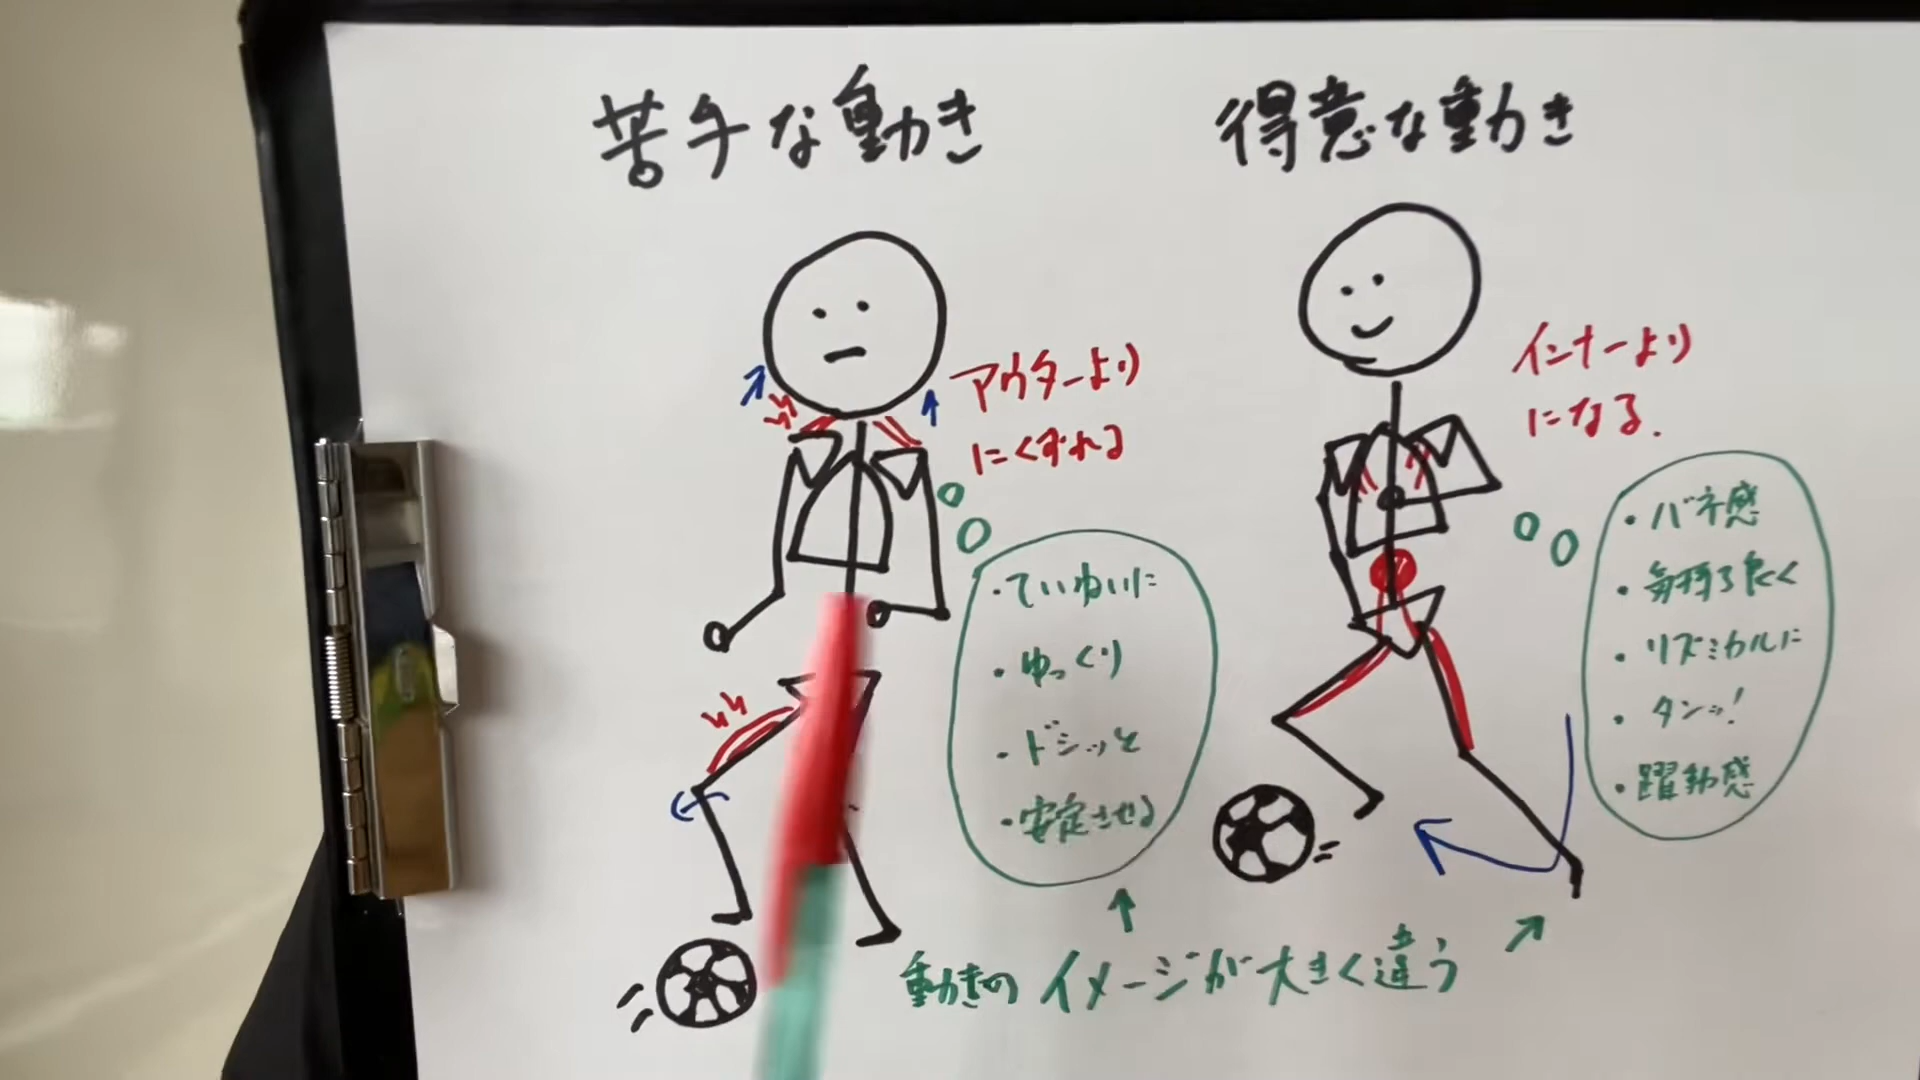 苦手な動き
得意な動き
アウターより
にくずれる
インナーより
になる.
・ていねいに
・ゆっくり
・ドシッと
・安定させる
・バネ感
・気持ち良く
・リズミカルに
・タンッ!
・躍動感
動きのイメージが大きく違う